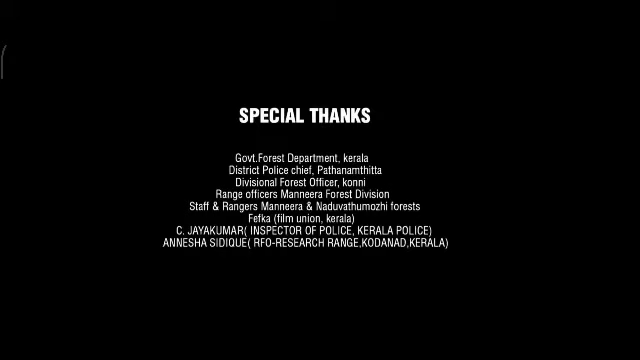 SPECIAL THANKS
Govt.Forest Department, kerala
District Police chief, Pathanamthitta
Divisional Forest Officer, konni
Range officers Manneera Forest Division
Staff & Rangers Manneera & Naduvathumozhi forests
Fefka (film union, kerala)
C. JAYAKUMAR( INSPECTOR OF POLICE, KERALA POLICE)
ANNESHA SIDIQUE( RFO-RESEARCH RANGE,KODANAD,KERALA)